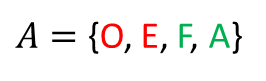 A = {O, E, F, A}